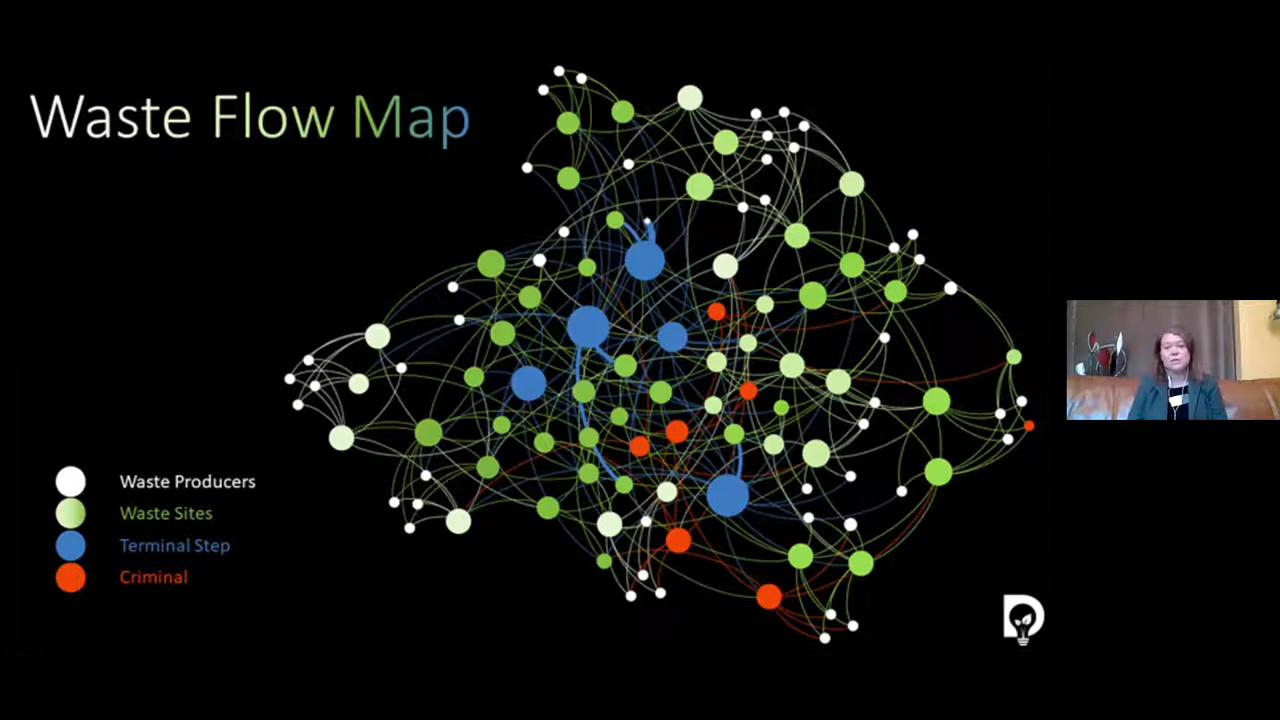 Waste Flow Map
Waste Producers
Waste Sites
Terminal Step
Criminal